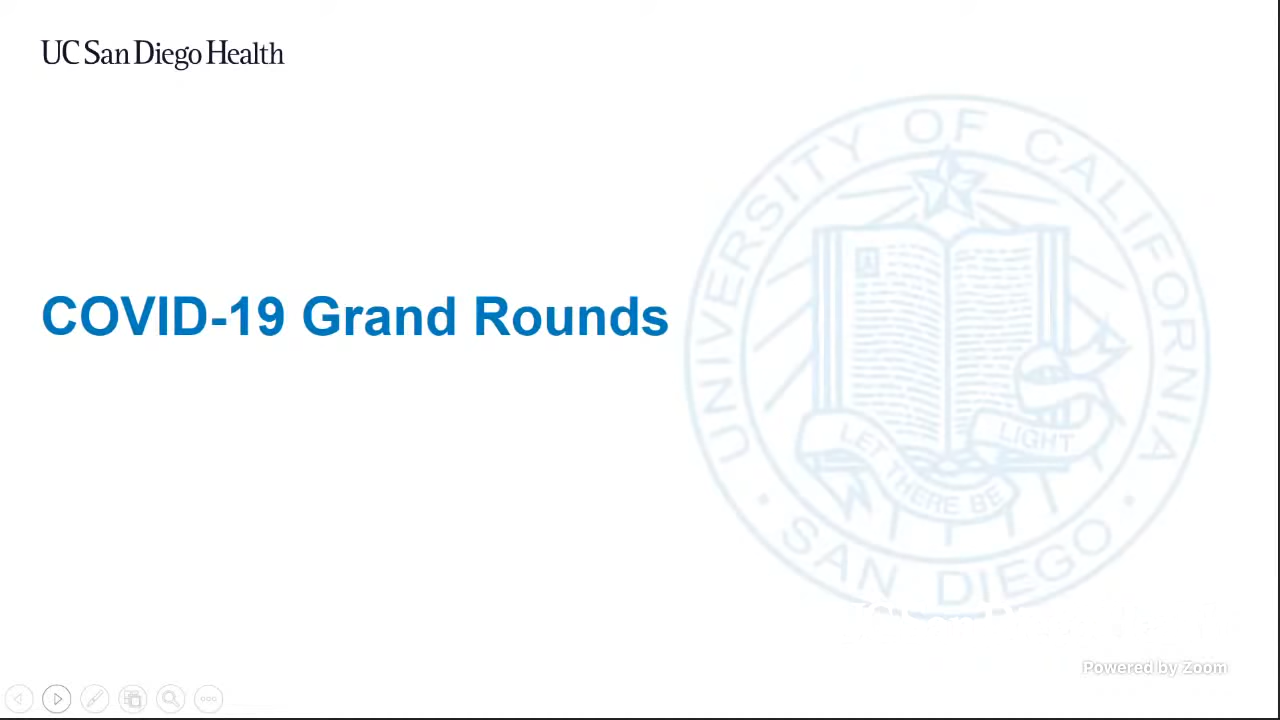 UC San Diego Health
UNIVERSITY OF CALIFORNIA
A
COVID-19 Grand Rounds
LET THERE BE LIGHT
SAN DIEGO
Powered by Zoom